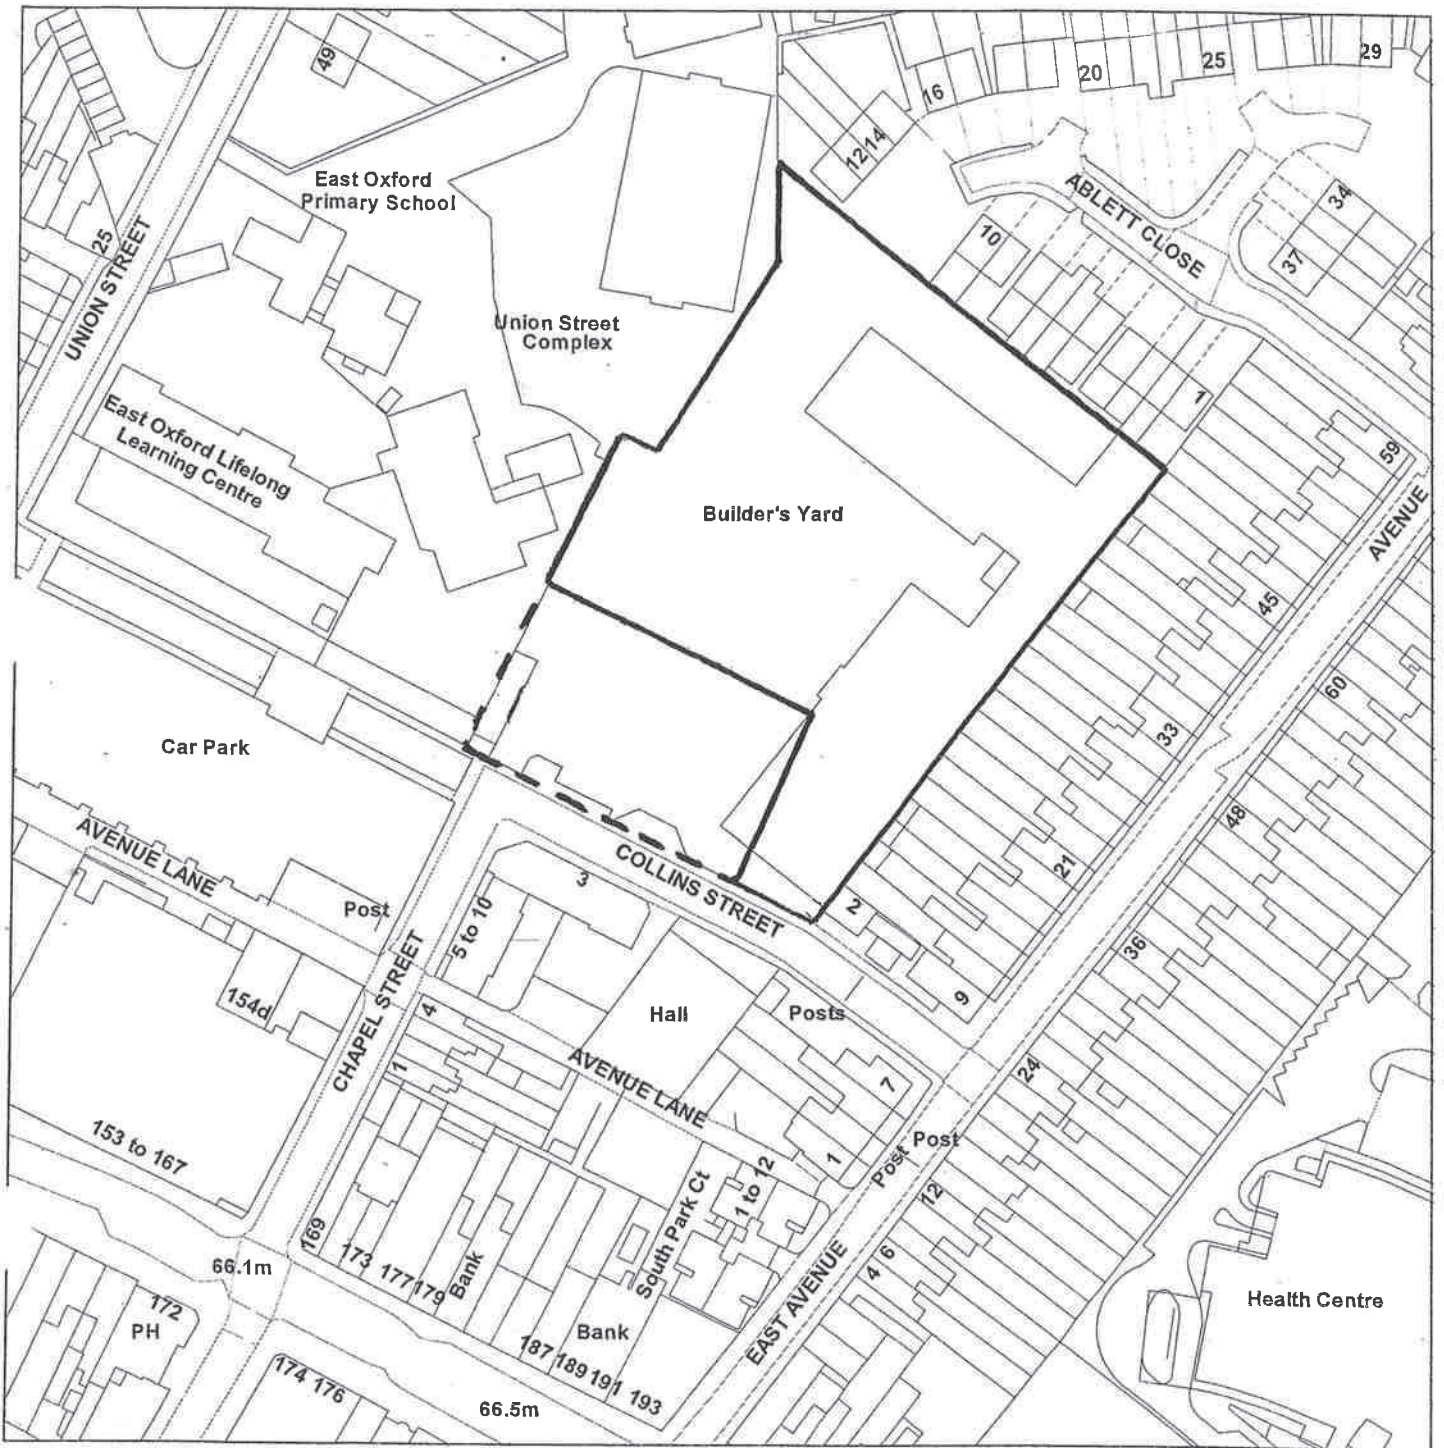 49
16
20
25
29
12
14
East Oxford
Primary School
ABLETT CLOSE
34
25
UNION STREET
10
37
Union Street
Complex
1
East Oxford Lifelong
Learning Centre
59
Builder's Yard
AVENUE
45
60
33
Car Park
48
AVENUE LANE
21
COLLINS STREET
3
Post
2
5 to 10
36
CHAPEL STREET
154d
4
Hall
Posts
9
1
AVENUE LANE
7
24
153 to 167
Post
Post
1
1 to 12
South Park Ct
12
169
173
177
179
Bank
66.1m
EAST AVENUE
4
6
Health Centre
172
PH
187
189
191
193
Bank
174
176
66.5m